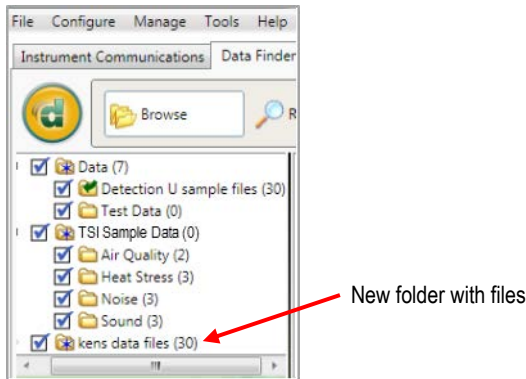 File Configure Manage Tools Help
Instrument Communications Data Finder
d Browse R
Data (7)
Detection U sample files (30)
Test Data (0)
TSI Sample Data (0)
Air Quality (2)
Heat Stress (3)
Noise (3)
Sound (3)
kens data files (30)
New folder with files